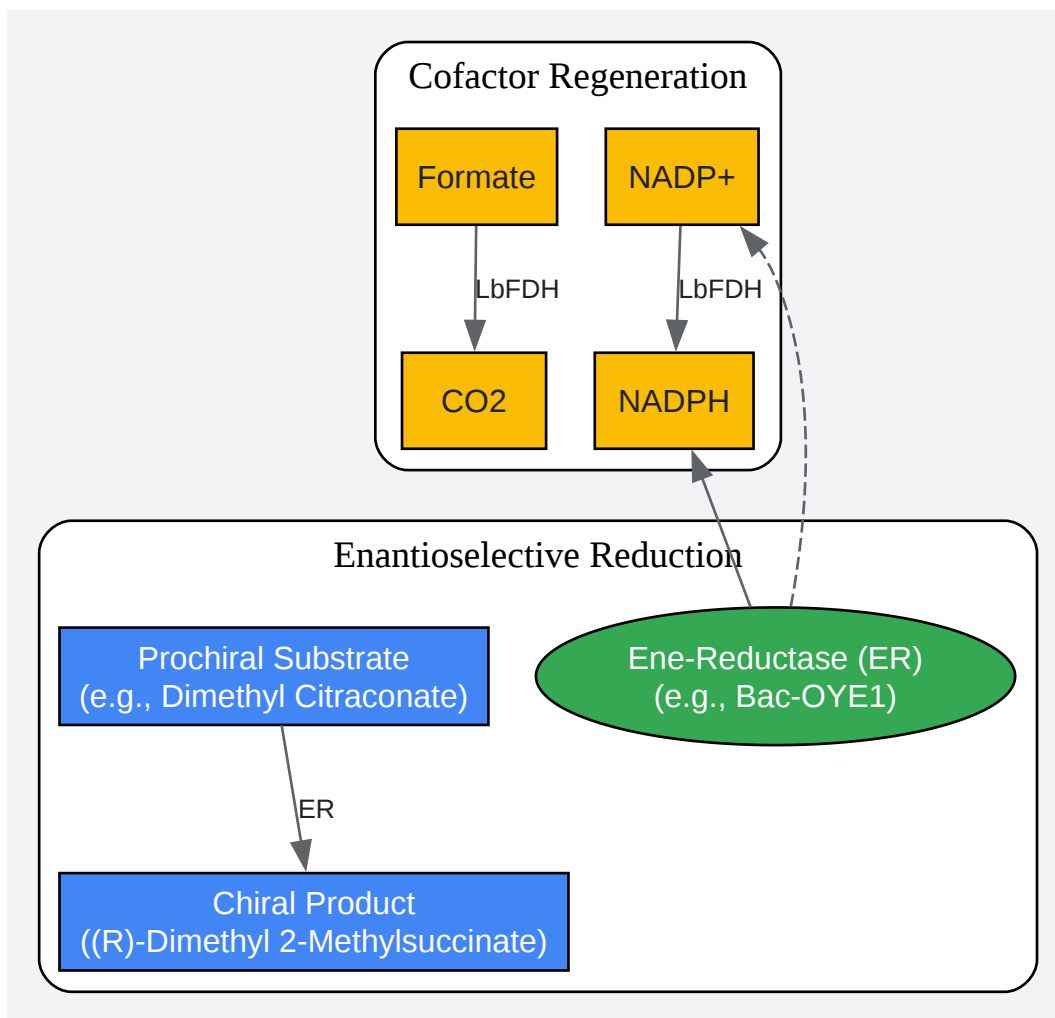 Cofactor Regeneration
Formate
NADP+
LbFDH
LbFDH
CO2
NADPH
Enantioselective Reduction
Prochiral Substrate
(e.g., Dimethyl Citraconate)
Ene-Reductase (ER)
(e.g., Bac-OYE1)
ER
Chiral Product
((R)-Dimethyl 2-Methylsuccinate)